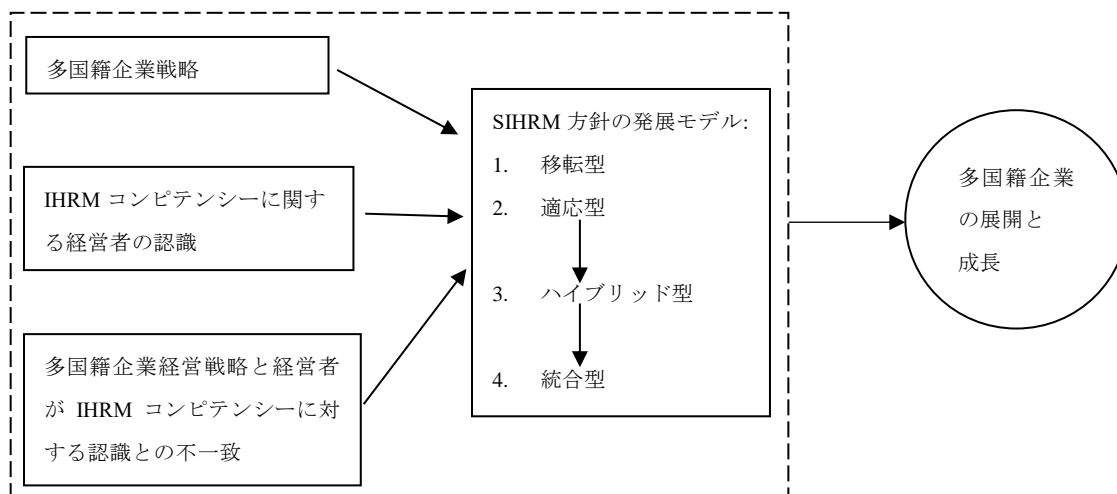 多国籍企業戦略
IHRM コンピテンシーに関す
る経営者の認識
多国籍企業経営戦略と経営者
が IHRM コンピテンシーに対
する認識との不一致
SIHRM 方針の発展モデル:
1. 移転型
2. 適応型
3. ハイブリッド型
4. 統合型
多国籍企業
の展開と
成長